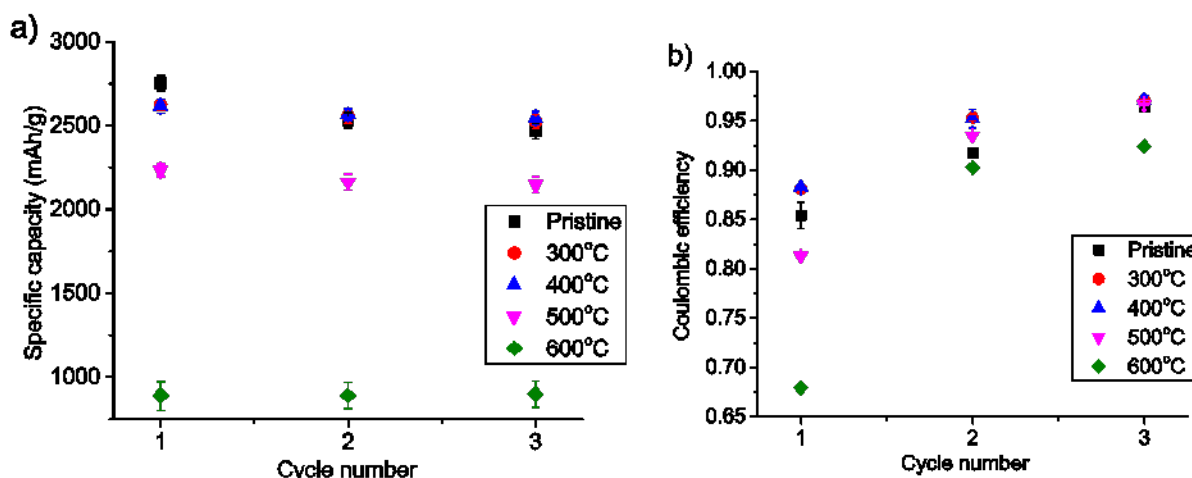 a)
3000
2500
2000
1500
1000
Specific capacity (mAh/g)
Pristine
300°C
400°C
500°C
600°C
1
2
3
Cycle number
b)
1.00
0.95
0.90
0.85
0.80
0.75
0.70
0.65
Coulombic efficiency
Pristine
300°C
400°C
500°C
600°C
1
2
3
Cycle number